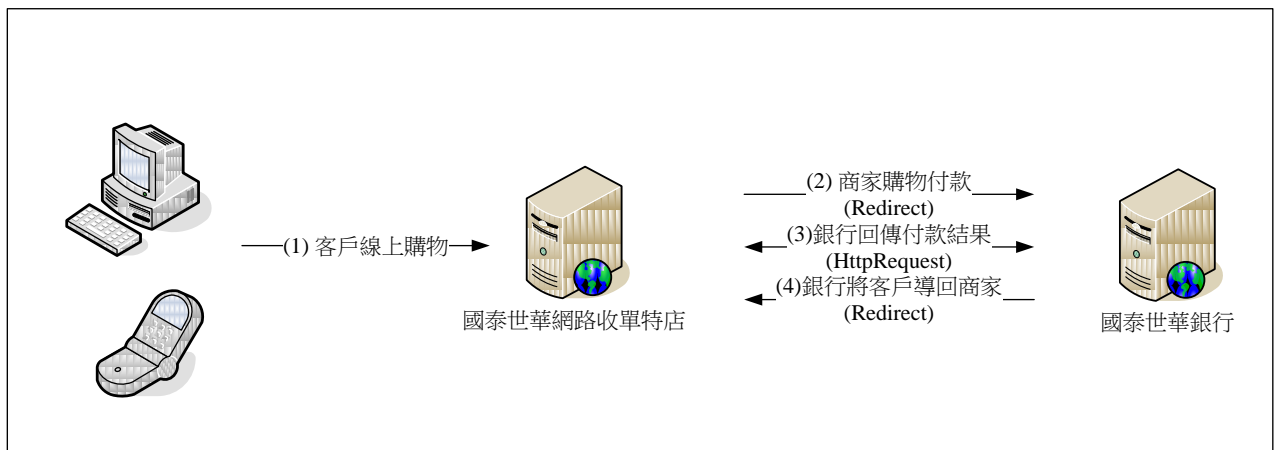 (1) 客戶線上購物
(2) 商家購物付款
(Redirect)
(3)銀行回傳付款結果
(HttpRequest)
(4)銀行將客戶導回商家
(Redirect)
國泰世華網路收單特店
國泰世華銀行